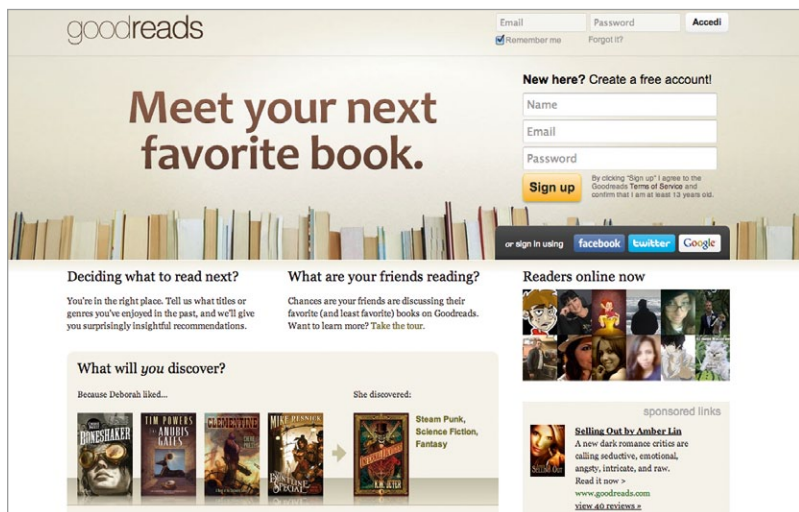 goodreads
Email
Password
Accedi
Remember me
Forgot it?
Meet your next
favorite book.
New here? Create a free account!
Name
Email
Password
Sign up
By clicking "Sign up" I agree to the
Goodreads Terms of Service and
confirm that I am at least 13 years old.
or sign in using
facebook
twitter
Google
Deciding what to read next?
You're in the right place. Tell us what titles or
genres you've enjoyed in the past, and we'll give
you surprisingly insightful recommendations.
What are your friends reading?
Chances are your friends are discussing their
favorite (and least favorite) books on Goodreads.
Want to learn more? Take the tour.
Readers online now
What will you discover?
Because Deborah liked...
She discovered:
BONESHAKER
TIM POWERS
THE ANUBIS
GATES
CLEMENTINE
MIKE RESNICK
Steam Punk,
Science Fiction,
Fantasy
sponsored links
SELLING OUT
Selling Out by Amber Lin
A new dark romance critics are
calling seductive, emotional,
angsty, intricate, and raw.
Read it now >
www.goodreads.com
view 40 reviews »